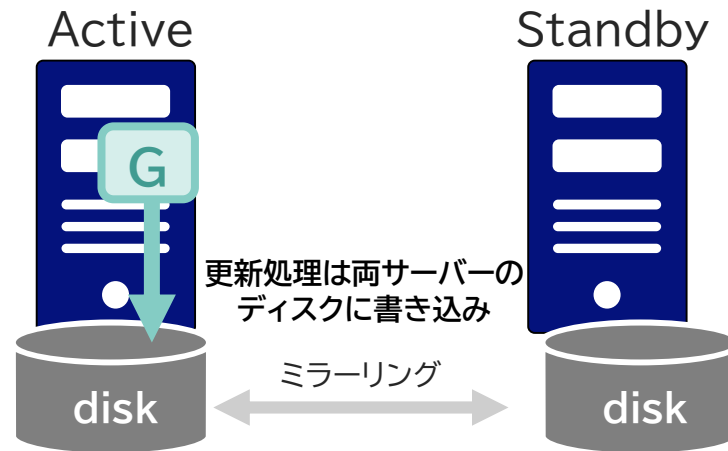 Active
Standby
G
更新処理は両サーバーの
ディスクに書き込み
ミラーリング
disk
disk